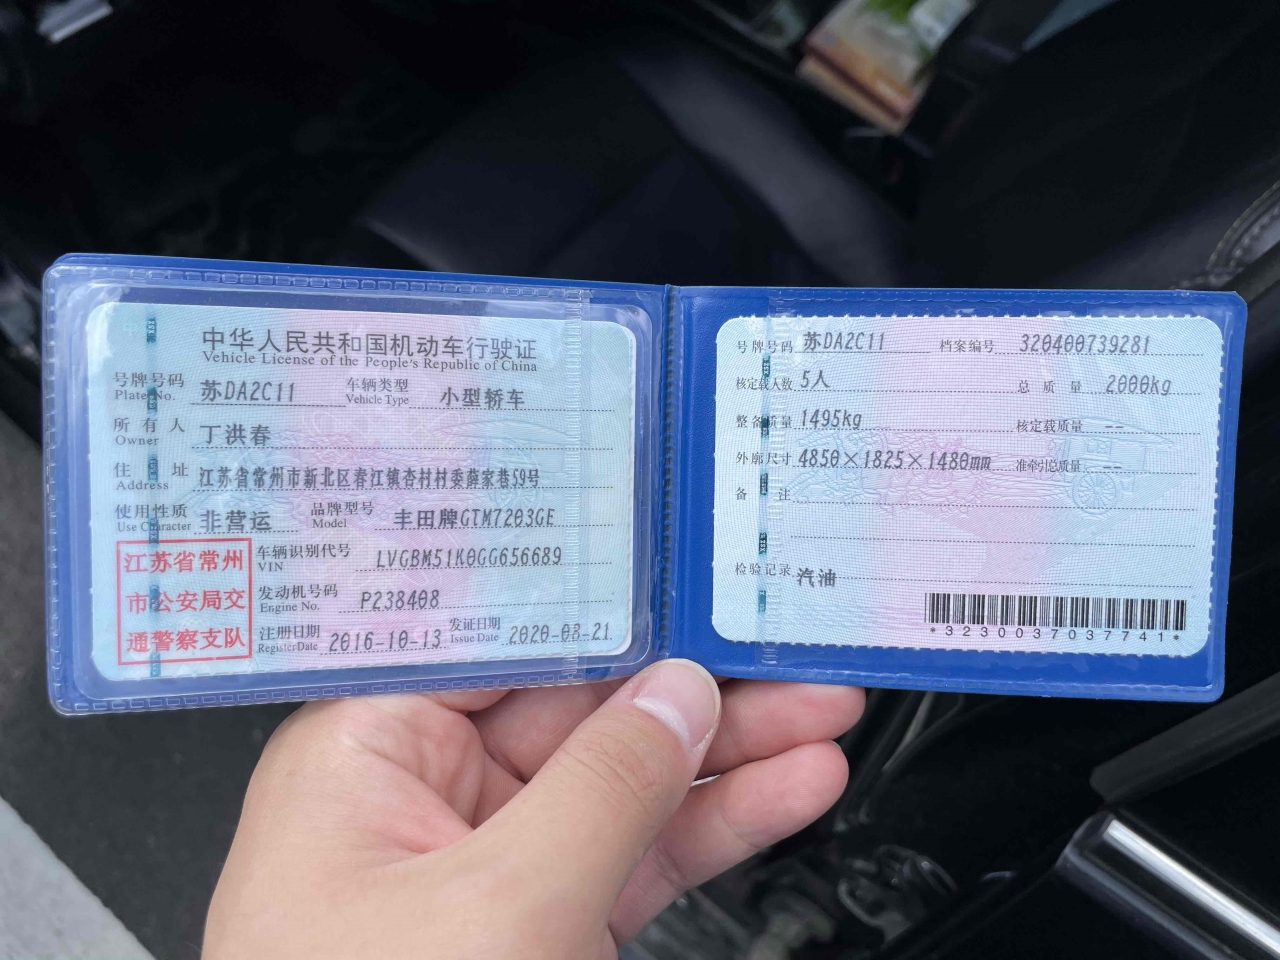 中华人民共和国机动车行驶证
Vehicle License of the People's Republic of China
号牌号码 苏DA2C11 车辆类型 小型轿车
Plate No. Vehicle Type
所有人 丁洪春
Owner
住址 江苏省常州市新北区春江镇杏村村委薛家巷59号
Address
使用性质 非营运 品牌型号 丰田牌GTM7203GE
Use Character Model
江苏省常州
市公安局交
通警察支队
车辆识别代号 LVGBM51K0GG656689
VIN
发动机号码 P238408
Engine No.
注册日期 2016-10-13 发证日期 2020-08-21
Register Date Issue Date
号牌号码 苏DA2C11 档案编号 320400739281
核定载人数 5人 总质量 2000kg
整备质量 1495kg 核定载质量 --
外廓尺寸 4850×1825×1480mm 准牵引总质量 --
备注
检验记录 汽油
*3230037037741*